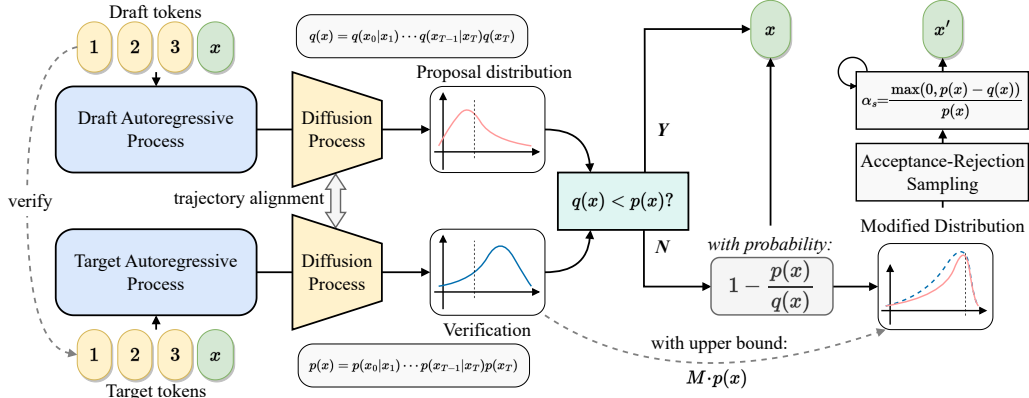 Draft tokens
1 2 3 x
q(x) = q(x_0|x_1) ⋯ q(x_{T−1}|x_T)q(x_T)
Draft Autoregressive
Process
Diffusion
Process
Proposal distribution
verify
trajectory alignment
Target Autoregressive
Process
Diffusion
Process
Verification
1 2 3 x
Target tokens
p(x) = p(x_0|x_1) ⋯ p(x_{T−1}|x_T)p(x_T)
q(x) < p(x)?
Y
N
x
with probability:
1 − p(x)/q(x)
with upper bound:
M·p(x)
x′
α_s = max(0, p(x) − q(x))/p(x)
Acceptance-Rejection
Sampling
Modified Distribution